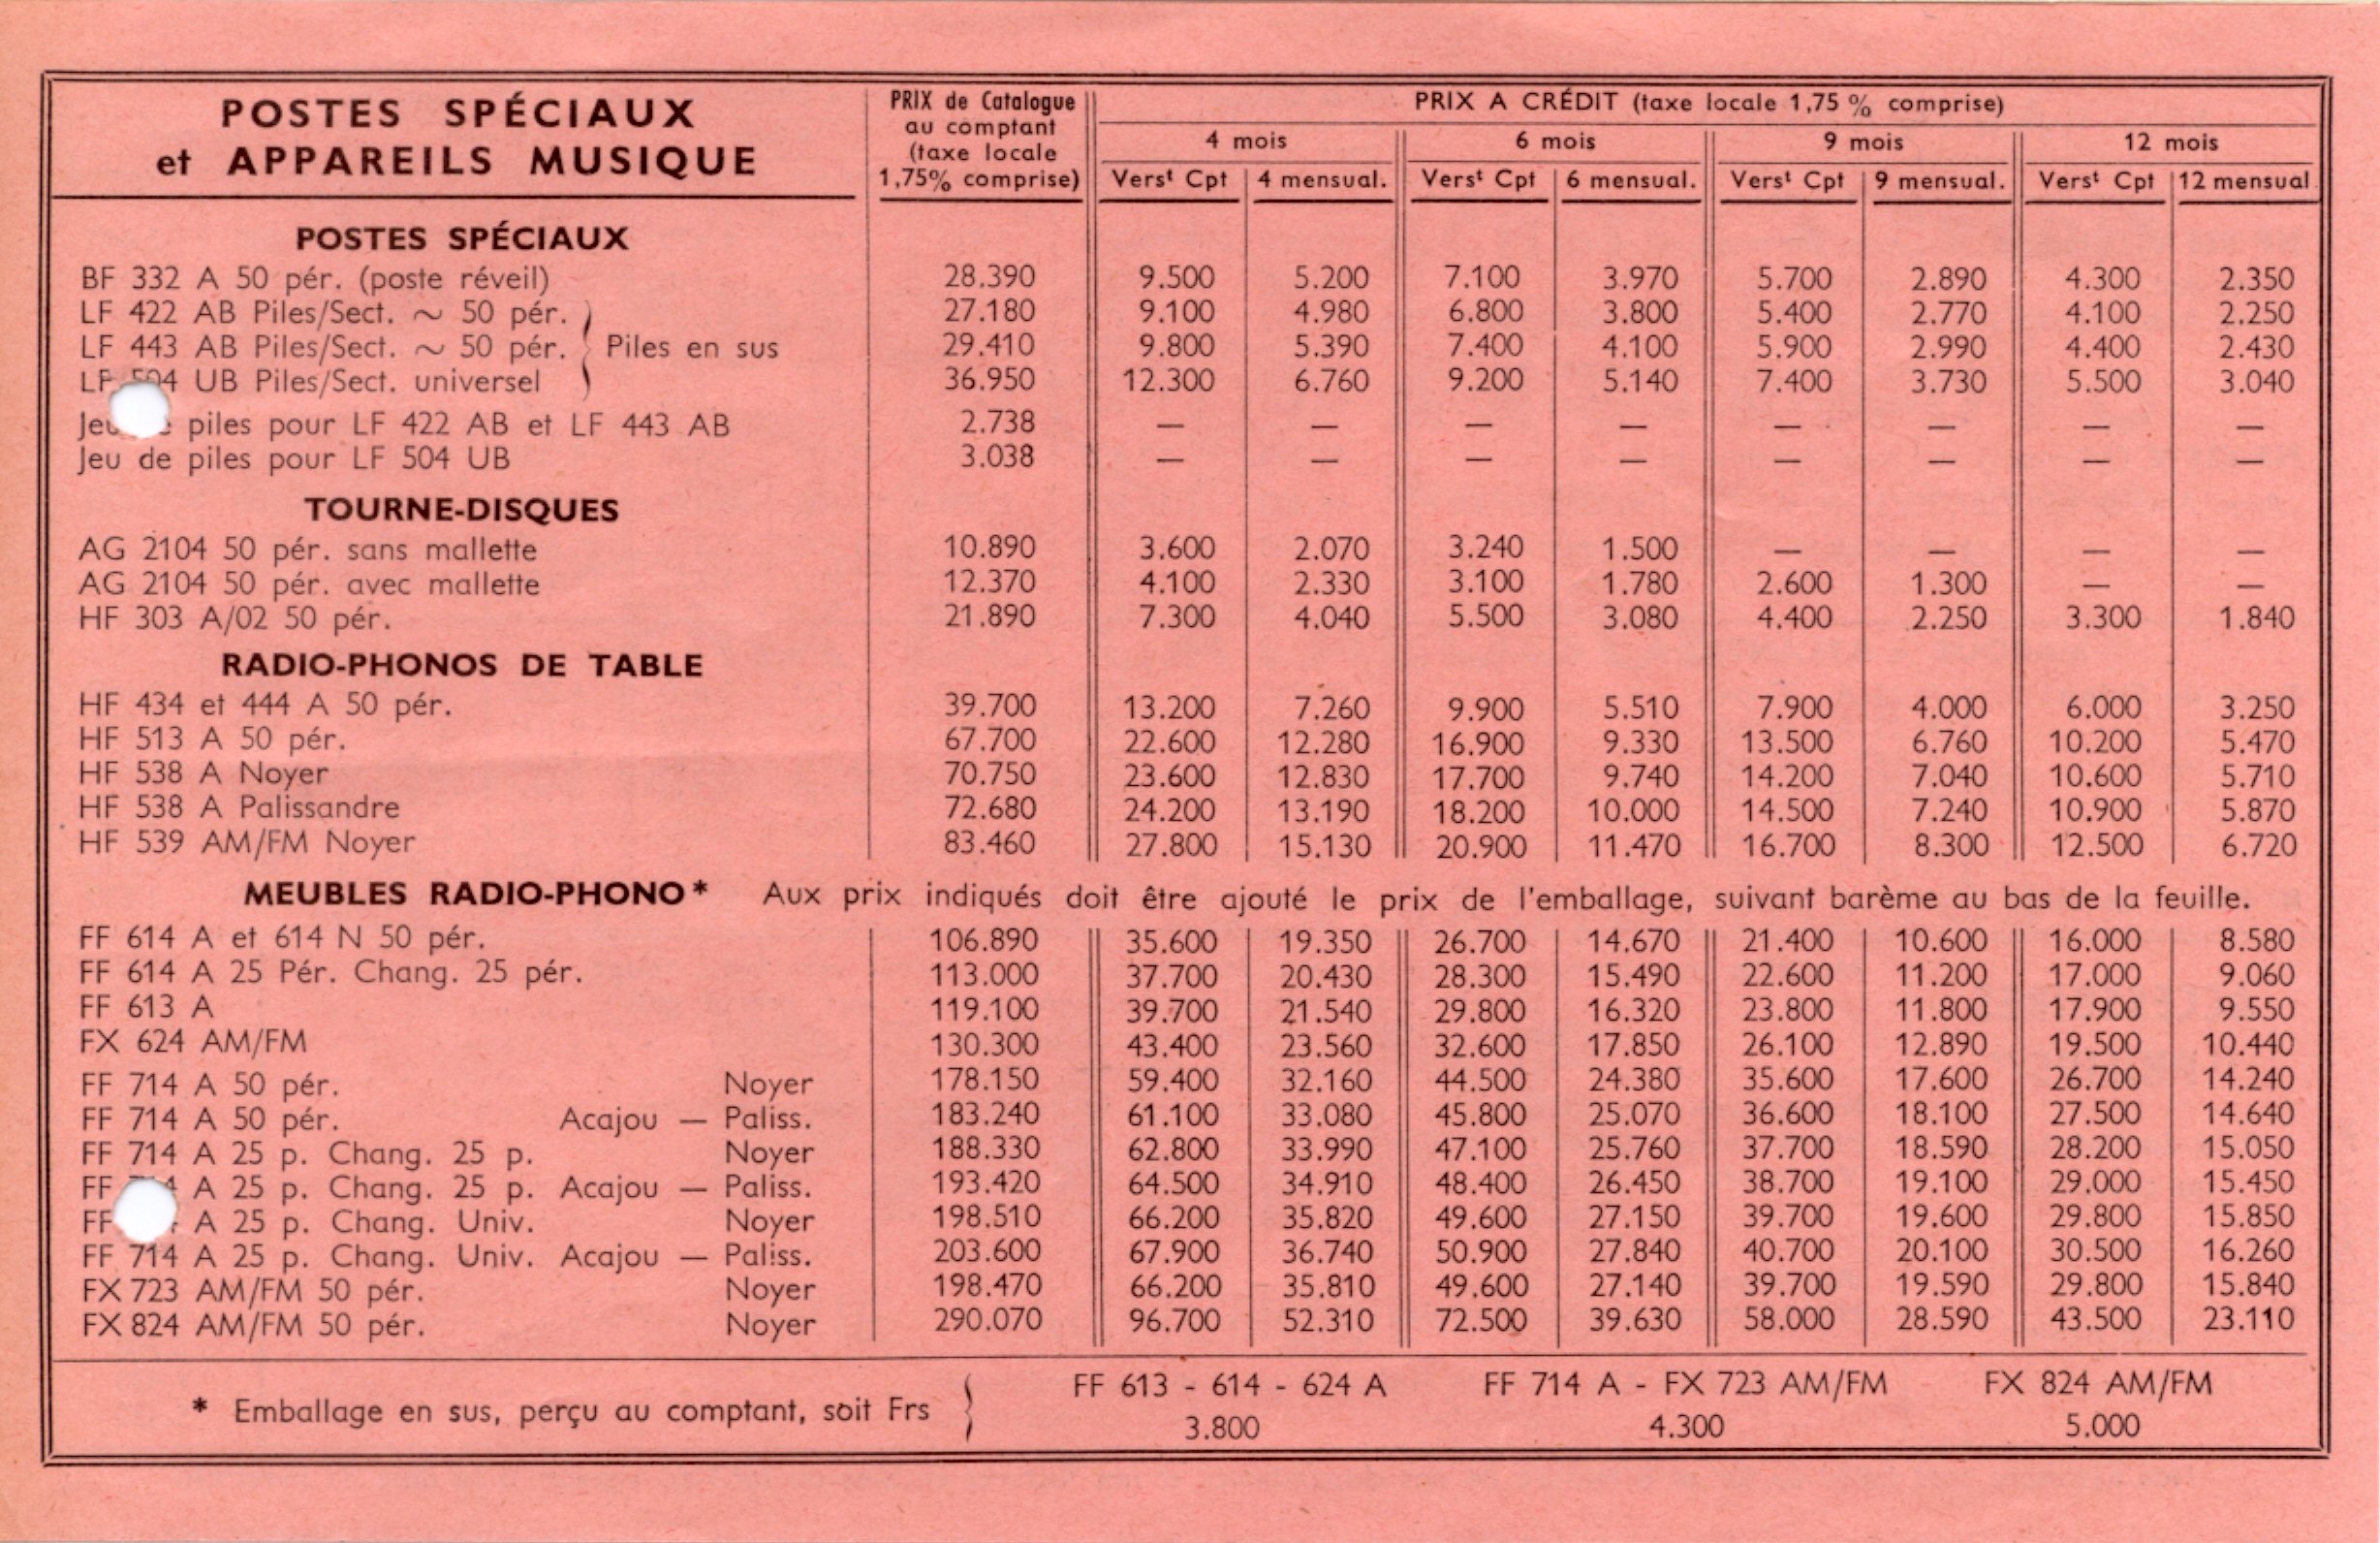 POSTES SPÉCIAUX
et APPAREILS MUSIQUE
PRIX de Catalogue
au comptant
(taxe locale
1,75% comprise)
PRIX A CRÉDIT (taxe locale 1,75 % comprise)
4 mois 6 mois 9 mois 12 mois
Versᵗ Cpt 4 mensual. Versᵗ Cpt 6 mensual. Versᵗ Cpt 9 mensual. Versᵗ Cpt 12 mensual.
POSTES SPÉCIAUX
BF 332 A 50 pér. (poste réveil) 28.390 9.500 5.200 7.100 3.970 5.700 2.890 4.300 2.350
LF 422 AB Piles/Sect. ~ 50 pér. 27.180 9.100 4.980 6.800 3.800 5.400 2.770 4.100 2.250
LF 443 AB Piles/Sect. ~ 50 pér. } Piles en sus 29.410 9.800 5.390 7.400 4.100 5.900 2.990 4.400 2.430
LF 504 UB Piles/Sect. universel 36.950 12.300 6.760 9.200 5.140 7.400 3.730 5.500 3.040
Jeu de piles pour LF 422 AB et LF 443 AB 2.738 — — — — — — — —
Jeu de piles pour LF 504 UB 3.038 — — — — — — — —
TOURNE-DISQUES
AG 2104 50 pér. sans mallette 10.890 3.600 2.070 3.240 1.500 — — — —
AG 2104 50 pér. avec mallette 12.370 4.100 2.330 3.100 1.780 2.600 1.300 — —
HF 303 A/02 50 pér. 21.890 7.300 4.040 5.500 3.080 4.400 2.250 3.300 1.840
RADIO-PHONOS DE TABLE
HF 434 et 444 A 50 pér. 39.700 13.200 7.260 9.900 5.510 7.900 4.000 6.000 3.250
HF 513 A 50 pér. 67.700 22.600 12.280 16.900 9.330 13.500 6.760 10.200 5.470
HF 538 A Noyer 70.750 23.600 12.830 17.700 9.740 14.200 7.040 10.600 5.710
HF 538 A Palissandre 72.680 24.200 13.190 18.200 10.000 14.500 7.240 10.900 5.870
HF 539 AM/FM Noyer 83.460 27.800 15.130 20.900 11.470 16.700 8.300 12.500 6.720
MEUBLES RADIO-PHONO* Aux prix indiqués doit être ajouté le prix de l'emballage, suivant barème au bas de la feuille.
FF 614 A et 614 N 50 pér. 106.890 35.600 19.350 26.700 14.670 21.400 10.600 16.000 8.580
FF 614 A 25 Pér. Chang. 25 pér. 113.000 37.700 20.430 28.300 15.490 22.600 11.200 17.000 9.060
FF 613 A 119.100 39.700 21.540 29.800 16.320 23.800 11.800 17.900 9.550
FX 624 AM/FM 130.300 43.400 23.560 32.600 17.850 26.100 12.890 19.500 10.440
FF 714 A 50 pér. Noyer 178.150 59.400 32.160 44.500 24.380 35.600 17.600 26.700 14.240
FF 714 A 50 pér. Acajou — Paliss. 183.240 61.100 33.080 45.800 25.070 36.600 18.100 27.500 14.640
FF 714 A 25 p. Chang. 25 p. Noyer 188.330 62.800 33.990 47.100 25.760 37.700 18.590 28.200 15.050
FF 714 A 25 p. Chang. 25 p. Acajou — Paliss. 193.420 64.500 34.910 48.400 26.450 38.700 19.100 29.000 15.450
FF A 25 p. Chang. Univ. Noyer 198.510 66.200 35.820 49.600 27.150 39.700 19.600 29.800 15.850
FF 714 A 25 p. Chang. Univ. Acajou — Paliss. 203.600 67.900 36.740 50.900 27.840 40.700 20.100 30.500 16.260
FX 723 AM/FM 50 pér. Noyer 198.470 66.200 35.810 49.600 27.140 39.700 19.590 29.800 15.840
FX 824 AM/FM 50 pér. Noyer 290.070 96.700 52.310 72.500 39.630 58.000 28.590 43.500 23.110
* Emballage en sus, perçu au comptant, soit Frs
FF 613 - 614 - 624 A FF 714 A - FX 723 AM/FM FX 824 AM/FM
3.800 4.300 5.000